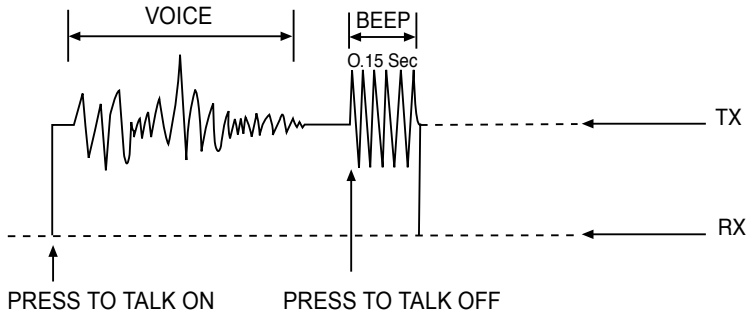 VOICE
BEEP
O.15 Sec
TX
RX
PRESS TO TALK ON
PRESS TO TALK OFF